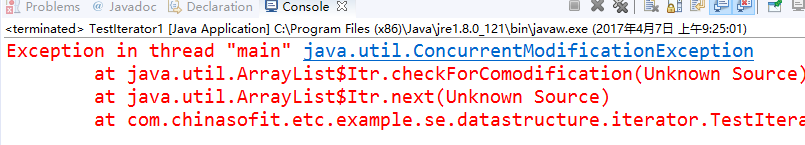 Problems @ Javadoc Declaration Console
<terminated> TestIterator1 [Java Application] C:\Program Files (x86)\Java\jre1.8.0_121\bin\javaw.exe (2017年4月7日 上午9:25:01)
Exception in thread "main" java.util.ConcurrentModificationException
at java.util.ArrayList$Itr.checkForComodification(Unknown Source)
at java.util.ArrayList$Itr.next(Unknown Source)
at com.chinasofit.etc.example.se.datastructure.iterator.TestItera